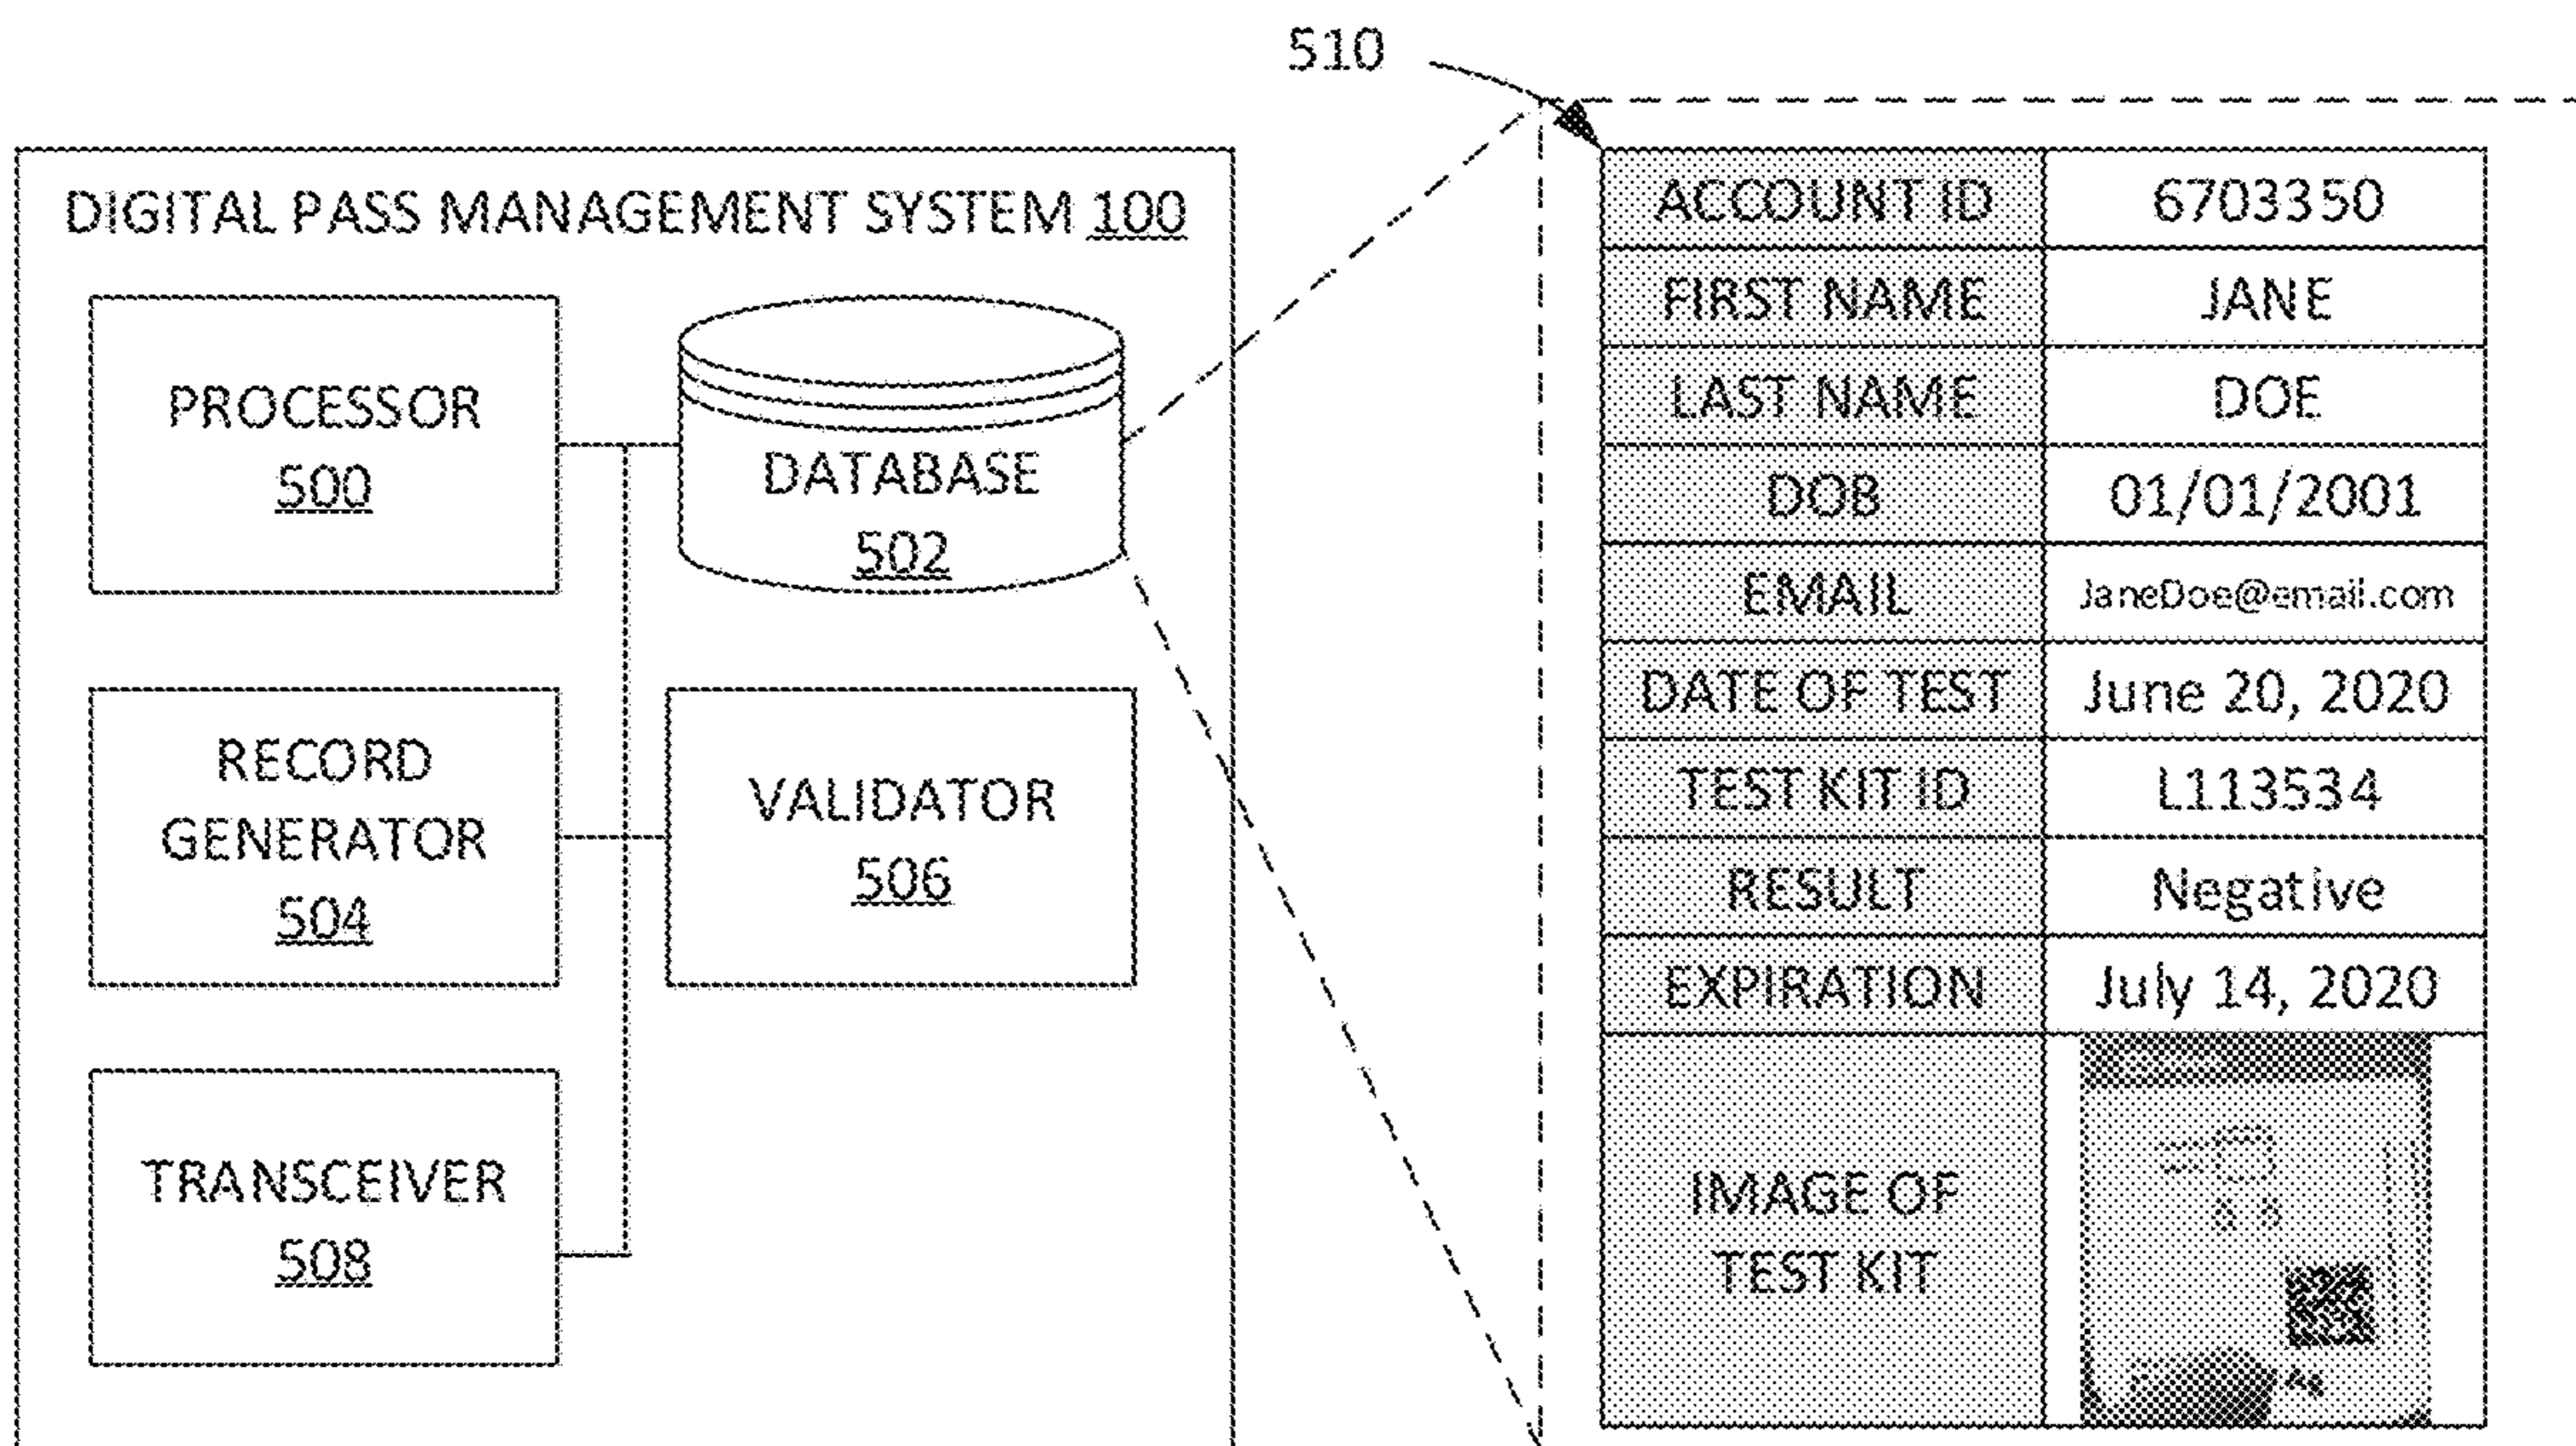 510
DIGITAL PASS MANAGEMENT SYSTEM 100
PROCESSOR
500
DATABASE
502
RECORD
GENERATOR
504
VALIDATOR
506
TRANSCEIVER
508
ACCOUNT ID 6703350
FIRST NAME JANE
LAST NAME DOE
DOB 01/01/2001
EMAIL JaneDoe@email.com
DATE OF TEST June 20, 2020
TEST KIT ID L113534
RESULT Negative
EXPIRATION July 14, 2020
IMAGE OF
TEST KIT